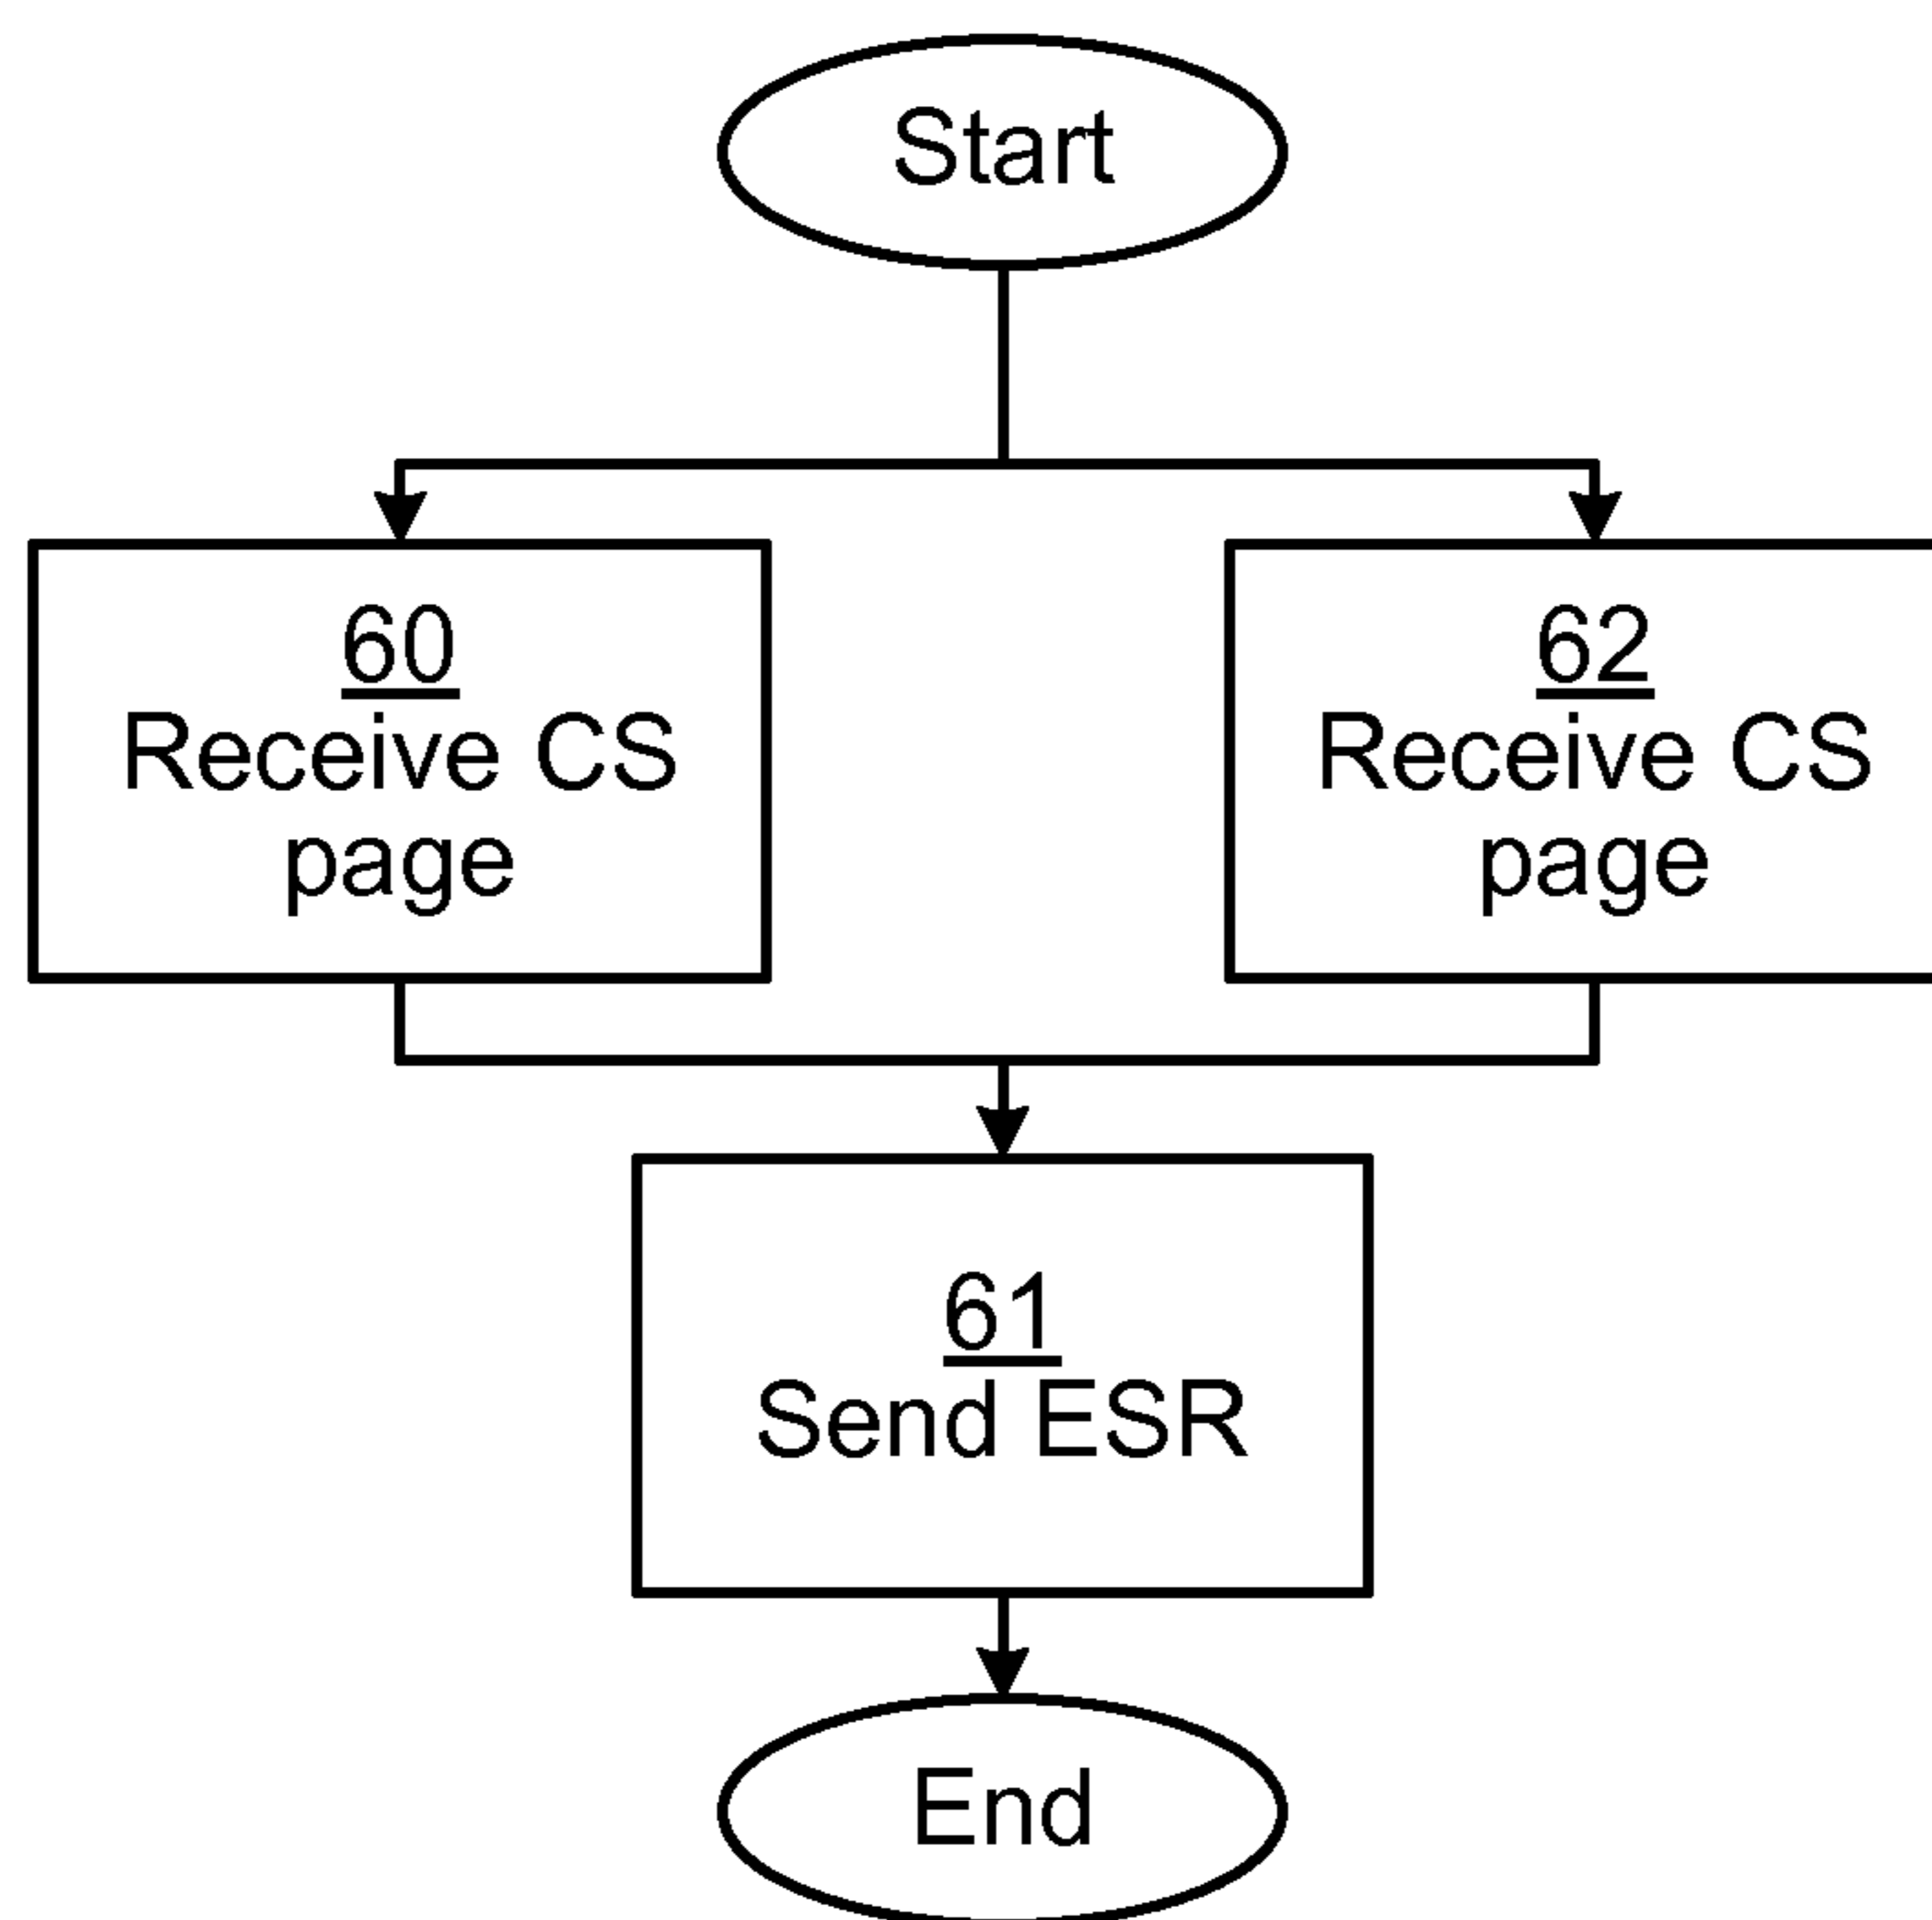 Start
60
Receive CS
page
62
Receive CS
page
61
Send ESR
End